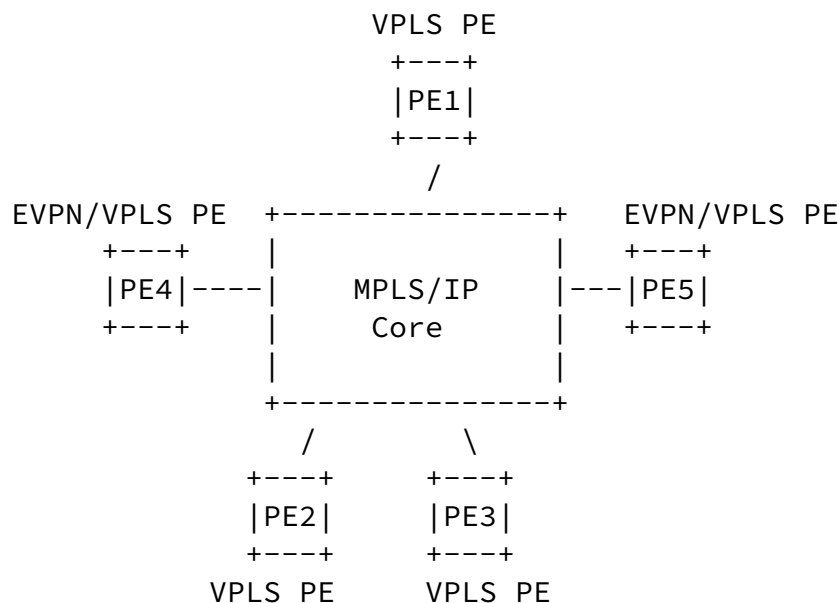 VPLS PE
+---+
|PE1|
+---+
/
EVPN/VPLS PE +---------------+ EVPN/VPLS PE
+---+ | | +---+
|PE4|----| MPLS/IP |---|PE5|
+---+ | Core | +---+
| |
+---------------+
/ \
+---+ +---+
|PE2| |PE3|
+---+ +---+
VPLS PE VPLS PE